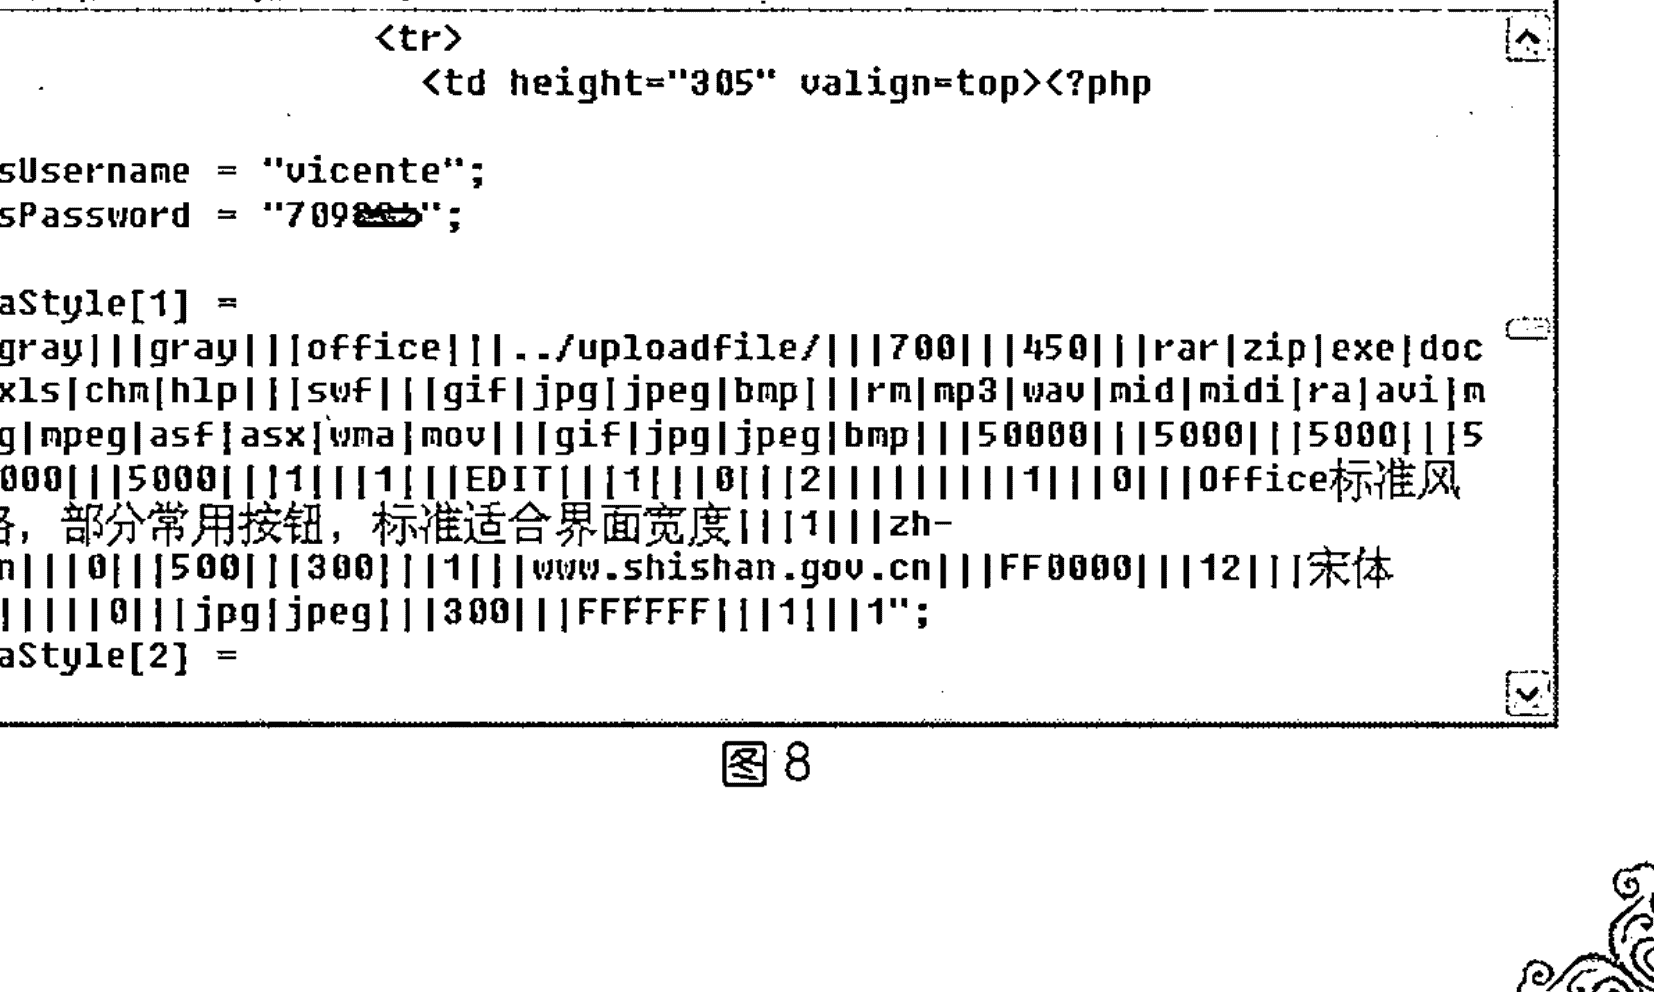 <tr>
<td height="305" valign=top><?php
sUsername = "vicente";
sPassword = "709
aStyle[1] =
gray|||gray|||office|||../uploadfile/|||700|||450|||rar|zip|exe|doc
xls|chm|hlp|||swf|||gif|jpg|jpeg|bmp|||rm|mp3|wav|mid|midi|ra|avi|m
g|mpeg|asf|asx|wma|mov|||gif|jpg|jpeg|bmp|||50000|||5000|||5000|||5
000|||5000|||1|||1|||EDIT|||1|||0|||2|||||||||1|||0|||Office标准风
格，部分常用按钮，标准适合界面宽度|||1|||zh-
n|||0|||500|||300|||1|||www.shishan.gov.cn|||FF0000|||12|||宋体
|||||0|||jpg|jpeg|||300|||FFFFFF|||1|||1";
aStyle[2] =
图 8